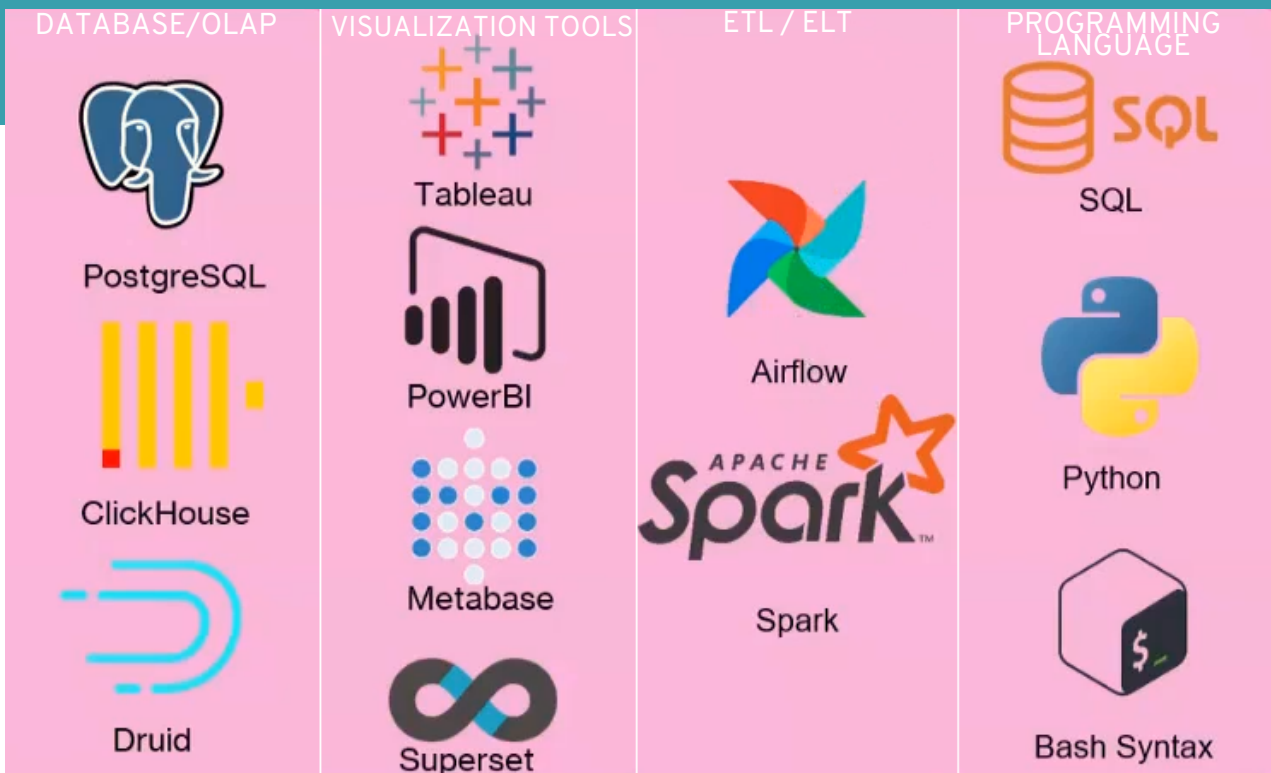 DATABASE/OLAP
PostgreSQL
ClickHouse
Druid
VISUALIZATION TOOLS
Tableau
PowerBI
Metabase
Superset
ETL / ELT
Airflow
APACHE
Spark™
Spark
PROGRAMMING
LANGUAGE
SQL
SQL
Python
$_
Bash Syntax